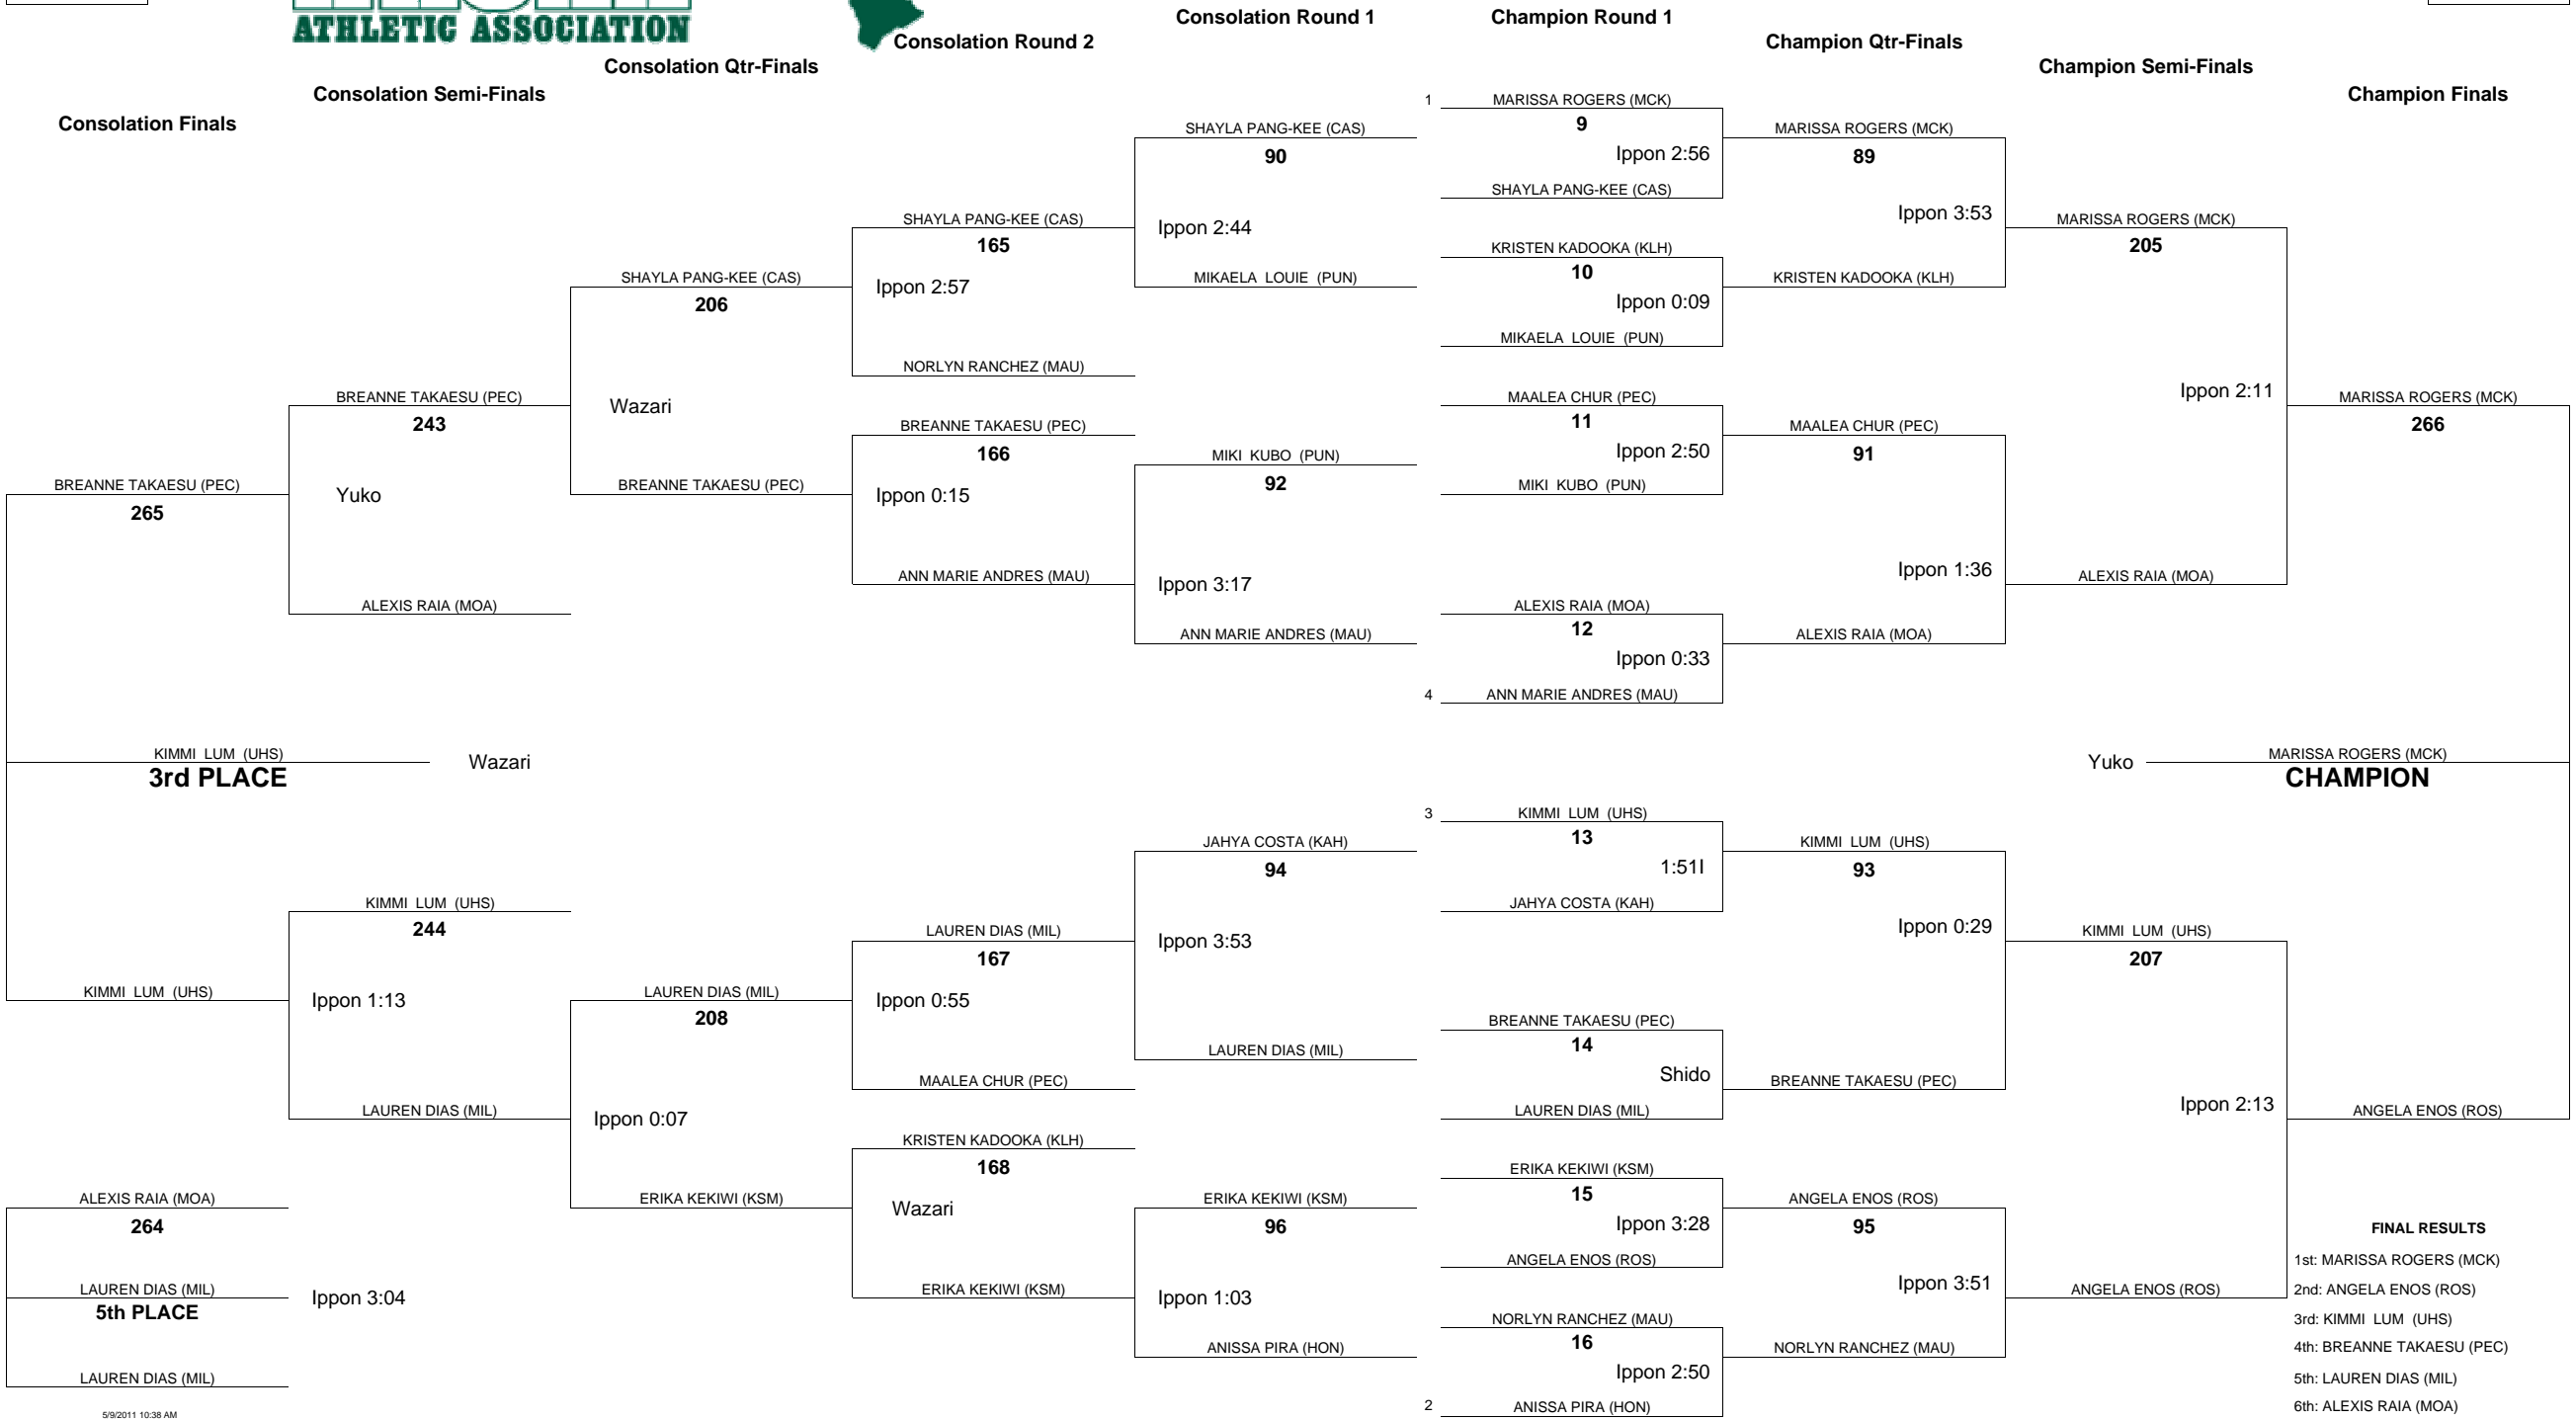 ATHLETIC ASSOCIATION
Consolation Round 1
Champion Round 1
Consolation Round 2
Champion Qtr-Finals
Consolation Qtr-Finals
Champion Semi-Finals
Consolation Semi-Finals
Champion Finals
Consolation Finals
BREANNE TAKAESU (PEC)
265
KIMMI LUM (UHS)
3rd PLACE
Wazari
KIMMI LUM (UHS)
ALEXIS RAIA (MOA)
264
LAUREN DIAS (MIL)
5th PLACE
Ippon 3:04
LAUREN DIAS (MIL)
5/9/2011 10:38 AM
BREANNE TAKAESU (PEC)
243
Yuko
ALEXIS RAIA (MOA)
KIMMI LUM (UHS)
244
Ippon 1:13
LAUREN DIAS (MIL)
SHAYLA PANG-KEE (CAS)
206
Wazari
BREANNE TAKAESU (PEC)
LAUREN DIAS (MIL)
208
Ippon 0:07
ERIKA KEKIWI (KSM)
SHAYLA PANG-KEE (CAS)
165
Ippon 2:57
NORLYN RANCHEZ (MAU)
BREANNE TAKAESU (PEC)
166
Ippon 0:15
ANN MARIE ANDRES (MAU)
LAUREN DIAS (MIL)
167
Ippon 0:55
MAALEA CHUR (PEC)
KRISTEN KADOOKA (KLH)
168
Wazari
ERIKA KEKIWI (KSM)
SHAYLA PANG-KEE (CAS)
90
Ippon 2:44
MIKAELA LOUIE (PUN)
MIKI KUBO (PUN)
92
Ippon 3:17
ANN MARIE ANDRES (MAU)
JAHYA COSTA (KAH)
94
Ippon 3:53
LAUREN DIAS (MIL)
ERIKA KEKIWI (KSM)
96
Ippon 1:03
ANISSA PIRA (HON)
1 MARISSA ROGERS (MCK)
9
Ippon 2:56
SHAYLA PANG-KEE (CAS)
KRISTEN KADOOKA (KLH)
10
Ippon 0:09
MIKAELA LOUIE (PUN)
MAALEA CHUR (PEC)
11
Ippon 2:50
MIKI KUBO (PUN)
ALEXIS RAIA (MOA)
12
Ippon 0:33
4 ANN MARIE ANDRES (MAU)
3 KIMMI LUM (UHS)
13
1:51I
JAHYA COSTA (KAH)
BREANNE TAKAESU (PEC)
14
Shido
LAUREN DIAS (MIL)
ERIKA KEKIWI (KSM)
15
Ippon 3:28
ANGELA ENOS (ROS)
NORLYN RANCHEZ (MAU)
16
Ippon 2:50
2 ANISSA PIRA (HON)
MARISSA ROGERS (MCK)
89
Ippon 3:53
KRISTEN KADOOKA (KLH)
MAALEA CHUR (PEC)
91
Ippon 1:36
ALEXIS RAIA (MOA)
KIMMI LUM (UHS)
93
Ippon 0:29
BREANNE TAKAESU (PEC)
ANGELA ENOS (ROS)
95
Ippon 3:51
NORLYN RANCHEZ (MAU)
MARISSA ROGERS (MCK)
205
Ippon 2:11
ALEXIS RAIA (MOA)
KIMMI LUM (UHS)
207
Ippon 2:13
ANGELA ENOS (ROS)
MARISSA ROGERS (MCK)
266
Yuko
MARISSA ROGERS (MCK)
CHAMPION
ANGELA ENOS (ROS)
FINAL RESULTS
1st: MARISSA ROGERS (MCK)
2nd: ANGELA ENOS (ROS)
3rd: KIMMI LUM (UHS)
4th: BREANNE TAKAESU (PEC)
5th: LAUREN DIAS (MIL)
6th: ALEXIS RAIA (MOA)